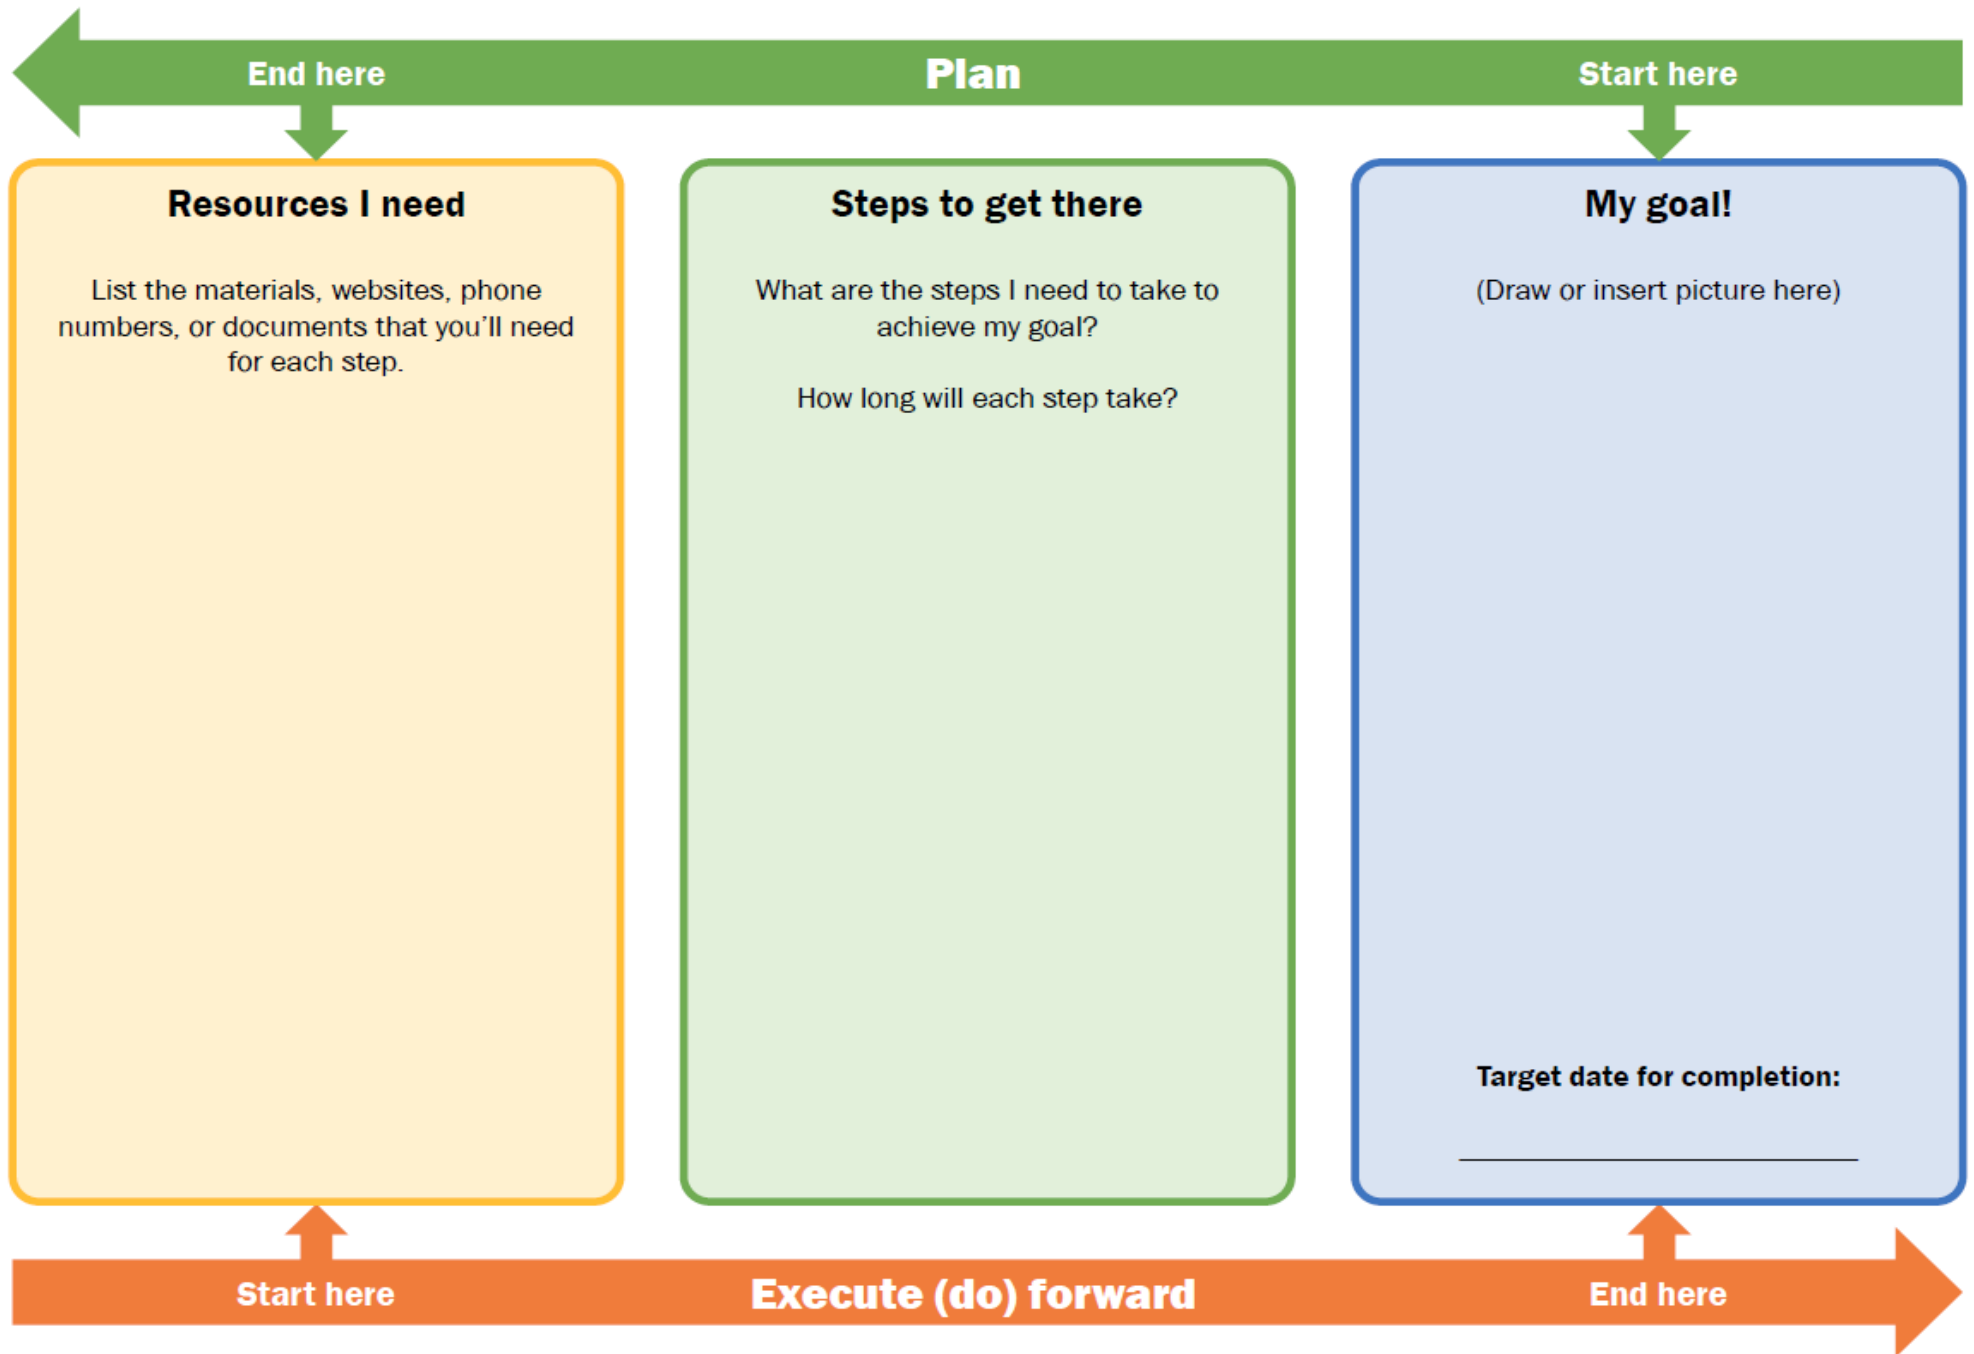 End here
Plan
Start here
Resources I need
List the materials, websites, phone
numbers, or documents that you'll need
for each step.
Steps to get there
What are the steps I need to take to
achieve my goal?
How long will each step take?
My goal!
(Draw or insert picture here)
Target date for completion:
Start here
Execute (do) forward
End here